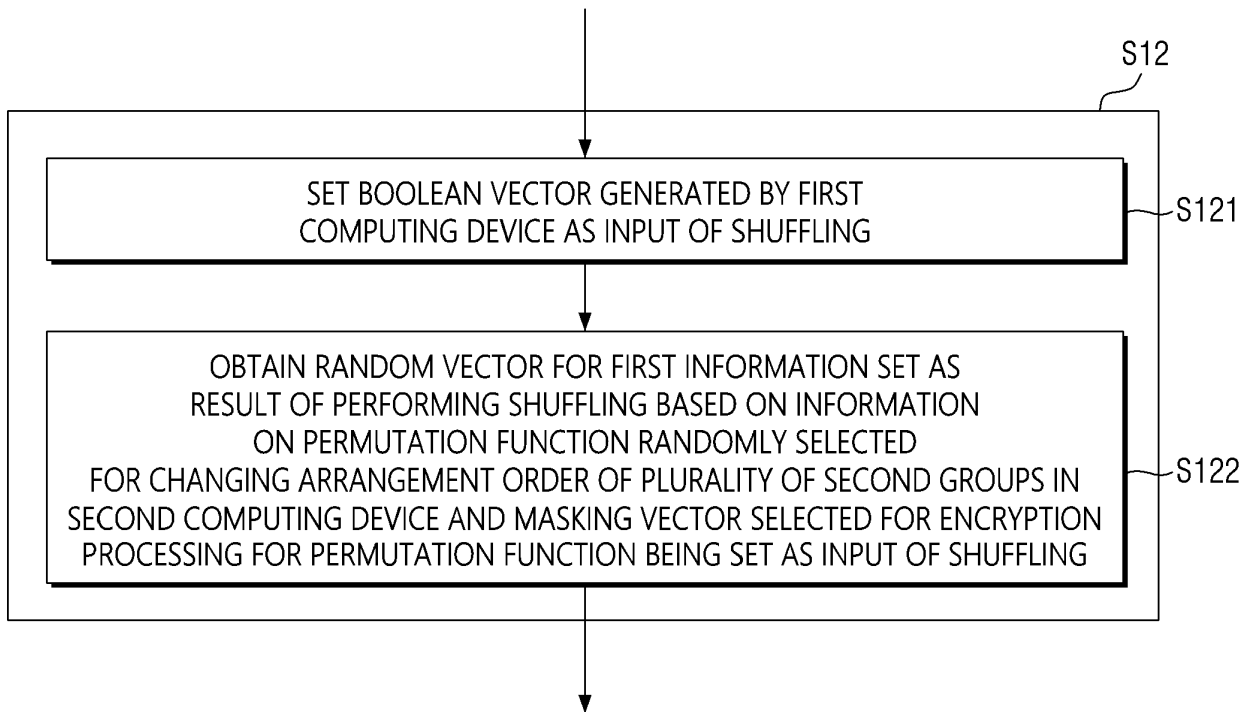 S12
SET BOOLEAN VECTOR GENERATED BY FIRST
COMPUTING DEVICE AS INPUT OF SHUFFLING
S121
OBTAIN RANDOM VECTOR FOR FIRST INFORMATION SET AS
RESULT OF PERFORMING SHUFFLING BASED ON INFORMATION
ON PERMUTATION FUNCTION RANDOMLY SELECTED
FOR CHANGING ARRANGEMENT ORDER OF PLURALITY OF SECOND GROUPS IN
SECOND COMPUTING DEVICE AND MASKING VECTOR SELECTED FOR ENCRYPTION
PROCESSING FOR PERMUTATION FUNCTION BEING SET AS INPUT OF SHUFFLING
S122